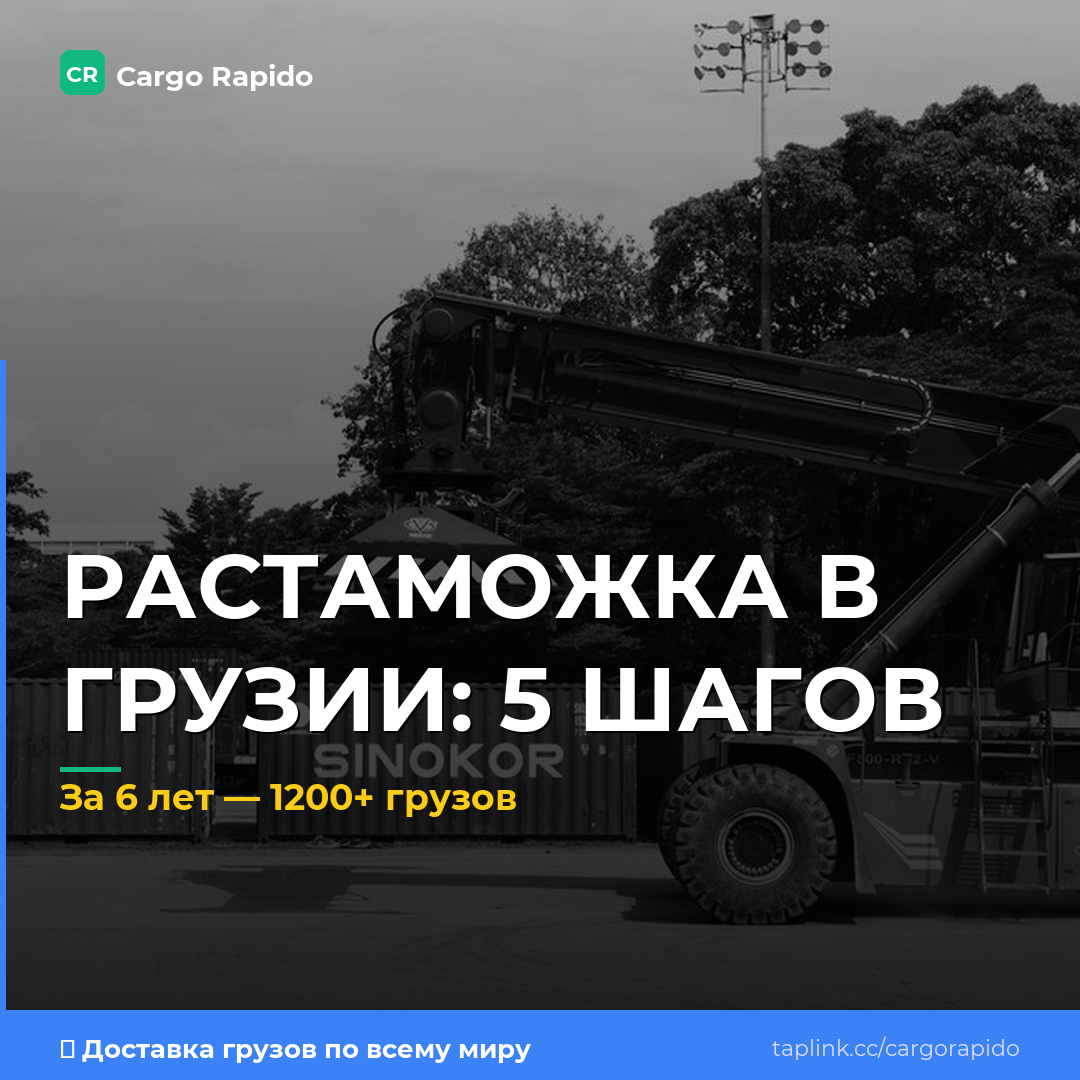 CR Cargo Rapido
РАСТАМОЖКА В
ГРУЗИИ: 5 ШАГОВ
SINOKOR
За 6 лет — 1200+ грузов
Доставка грузов по всему миру
taplink.cc/cargorapido